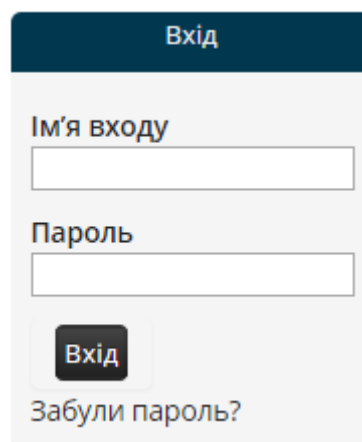 Вхід
Ім’я входу
Пароль
Вхід
Забули пароль?